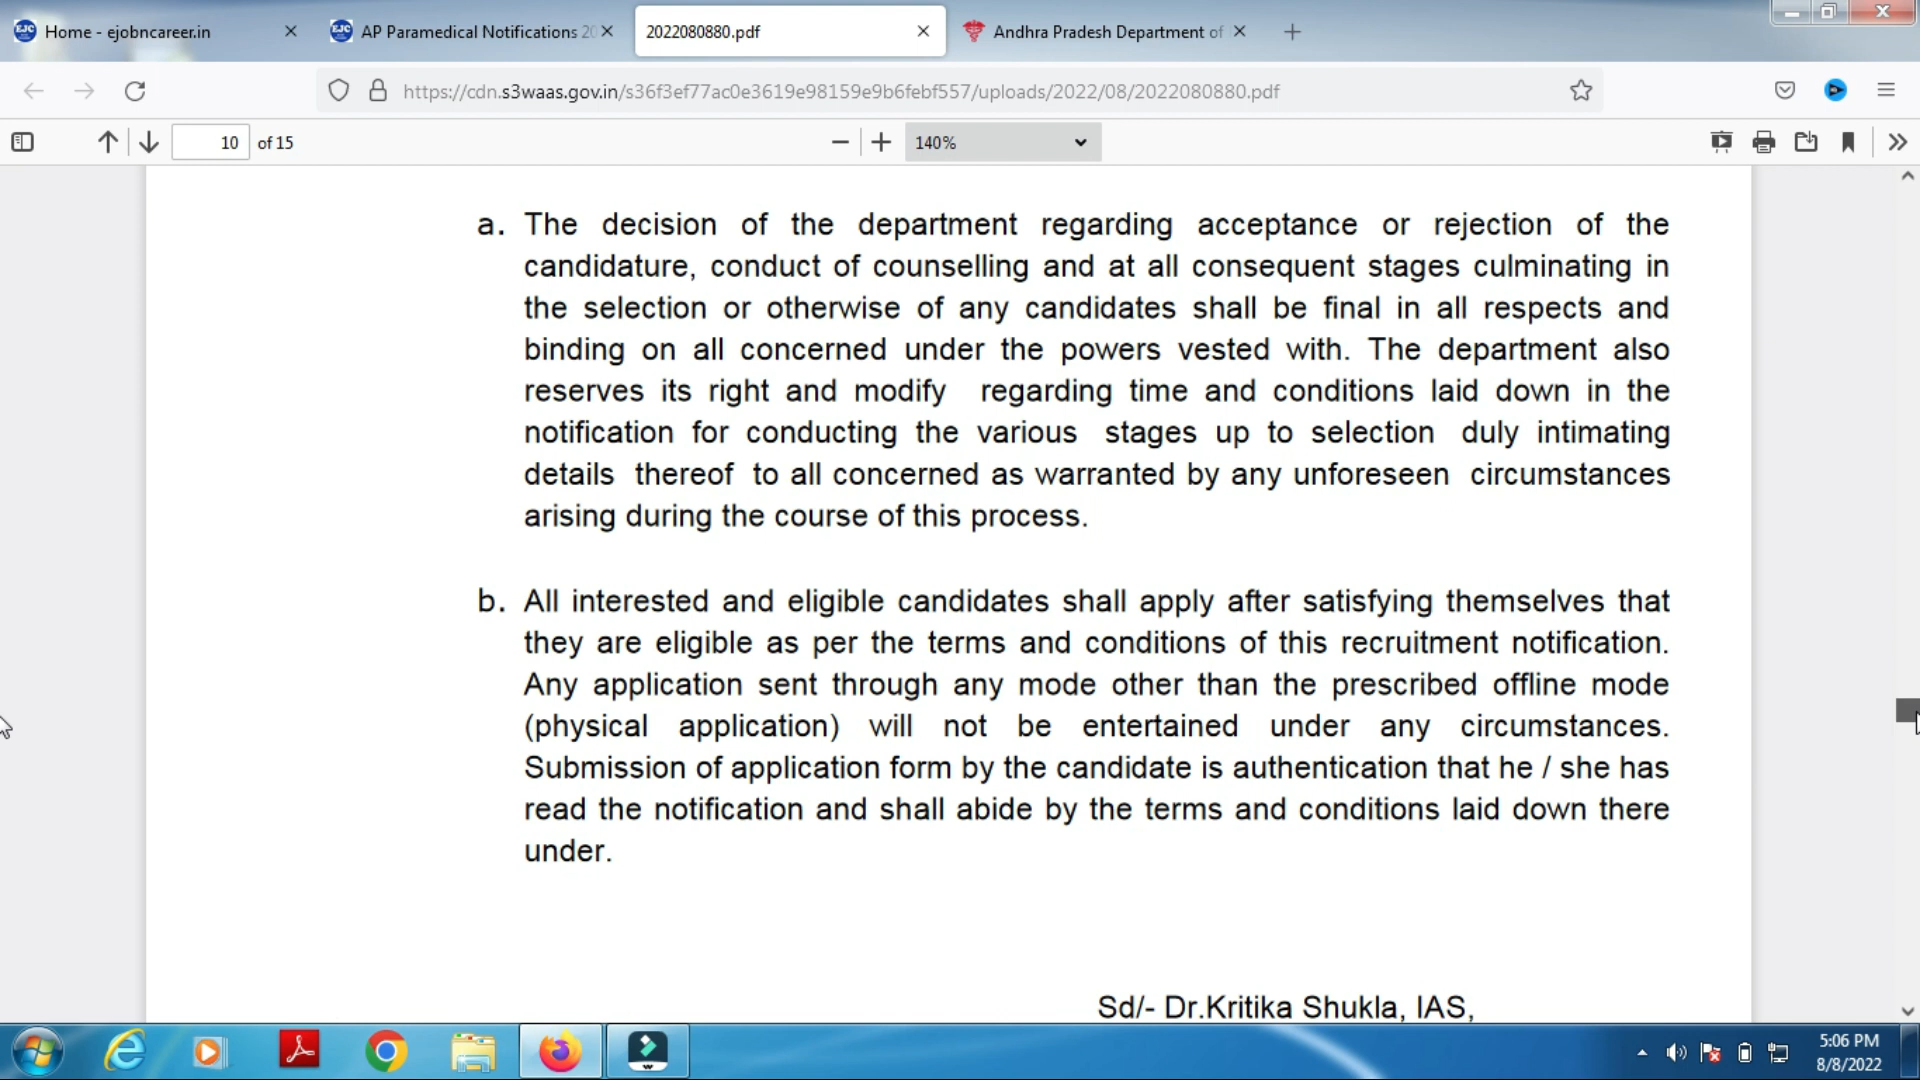 Home - ejobncareer.in
AP Paramedical Notifications 20
2022080880.pdf
Andhra Pradesh Department of
https://cdn.s3waas.gov.in/s36f3ef77ac0e3619e98159e9b6febf557/uploads/2022/08/2022080880.pdf
10 of 15
140%
a. The decision of the department regarding acceptance or rejection of the
candidature, conduct of counselling and at all consequent stages culminating in
the selection or otherwise of any candidates shall be final in all respects and
binding on all concerned under the powers vested with. The department also
reserves its right and modify regarding time and conditions laid down in the
notification for conducting the various stages up to selection duly intimating
details thereof to all concerned as warranted by any unforeseen circumstances
arising during the course of this process.
b. All interested and eligible candidates shall apply after satisfying themselves that
they are eligible as per the terms and conditions of this recruitment notification.
Any application sent through any mode other than the prescribed offline mode
(physical application) will not be entertained under any circumstances.
Submission of application form by the candidate is authentication that he / she has
read the notification and shall abide by the terms and conditions laid down there
under.
Sd/- Dr.Kritika Shukla, IAS,
5:06 PM
8/8/2022